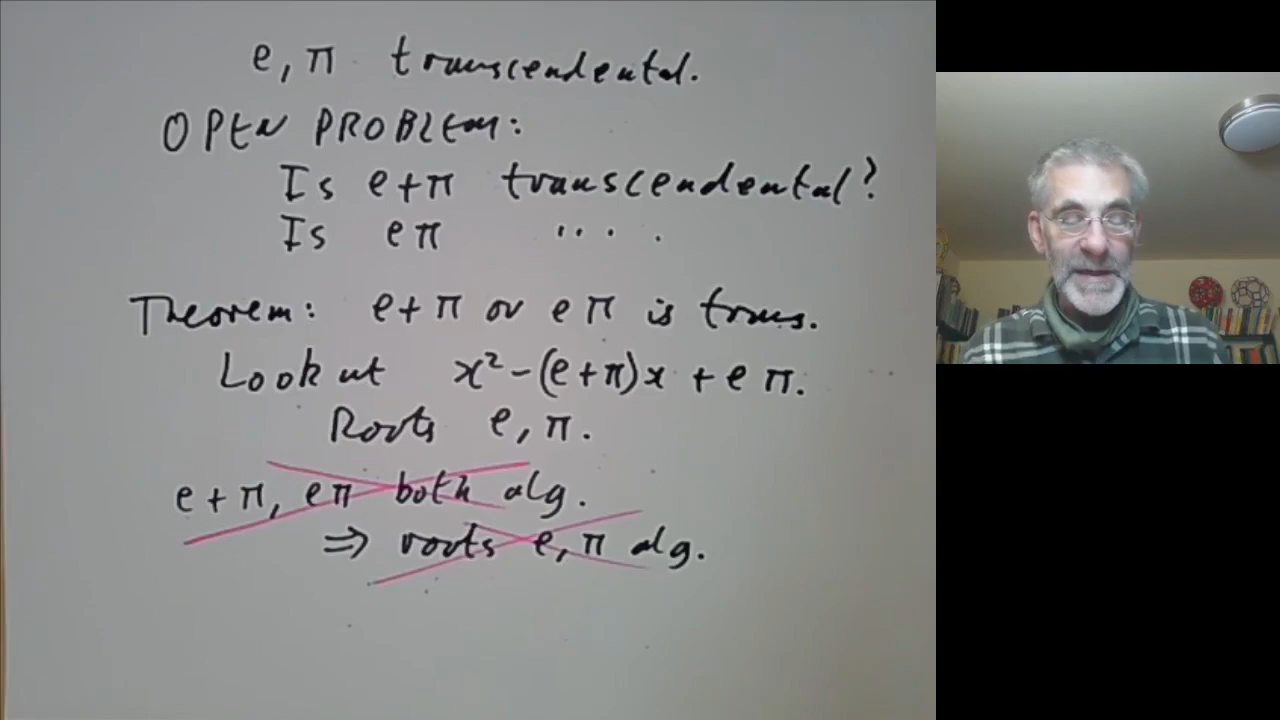 e, π transcendental.
OPEN PROBLEM:
Is e+π transcendental?
Is eπ ....
Theorem: e+π or eπ is trans.
Look at x²-(e+π)x + eπ.
Roots e, π.
e+π, eπ both alg.
⇒ roots e, π alg.